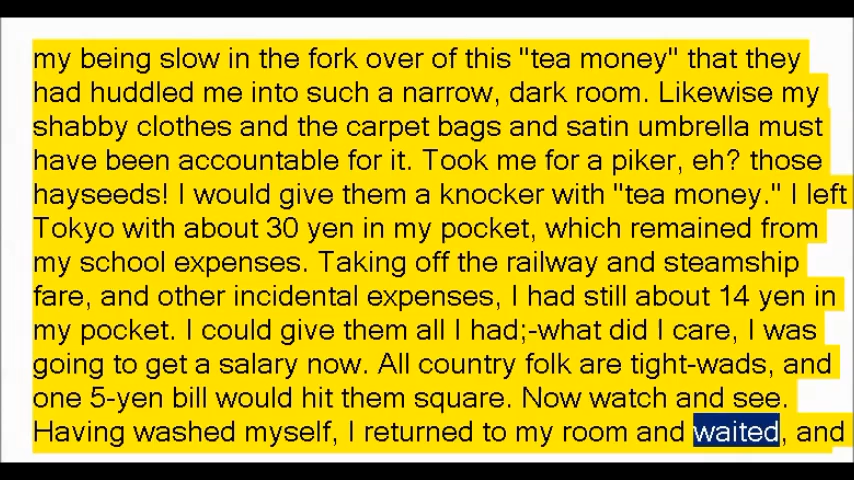 my being slow in the fork over of this "tea money" that they
had huddled me into such a narrow, dark room. Likewise my
shabby clothes and the carpet bags and satin umbrella must
have been accountable for it. Took me for a piker, eh? those
hayseeds! I would give them a knocker with "tea money." I left
Tokyo with about 30 yen in my pocket, which remained from
my school expenses. Taking off the railway and steamship
fare, and other incidental expenses, I had still about 14 yen in
my pocket. I could give them all I had;-what did I care, I was
going to get a salary now. All country folk are tight-wads, and
one 5-yen bill would hit them square. Now watch and see.
Having washed myself, I returned to my room and waited, and